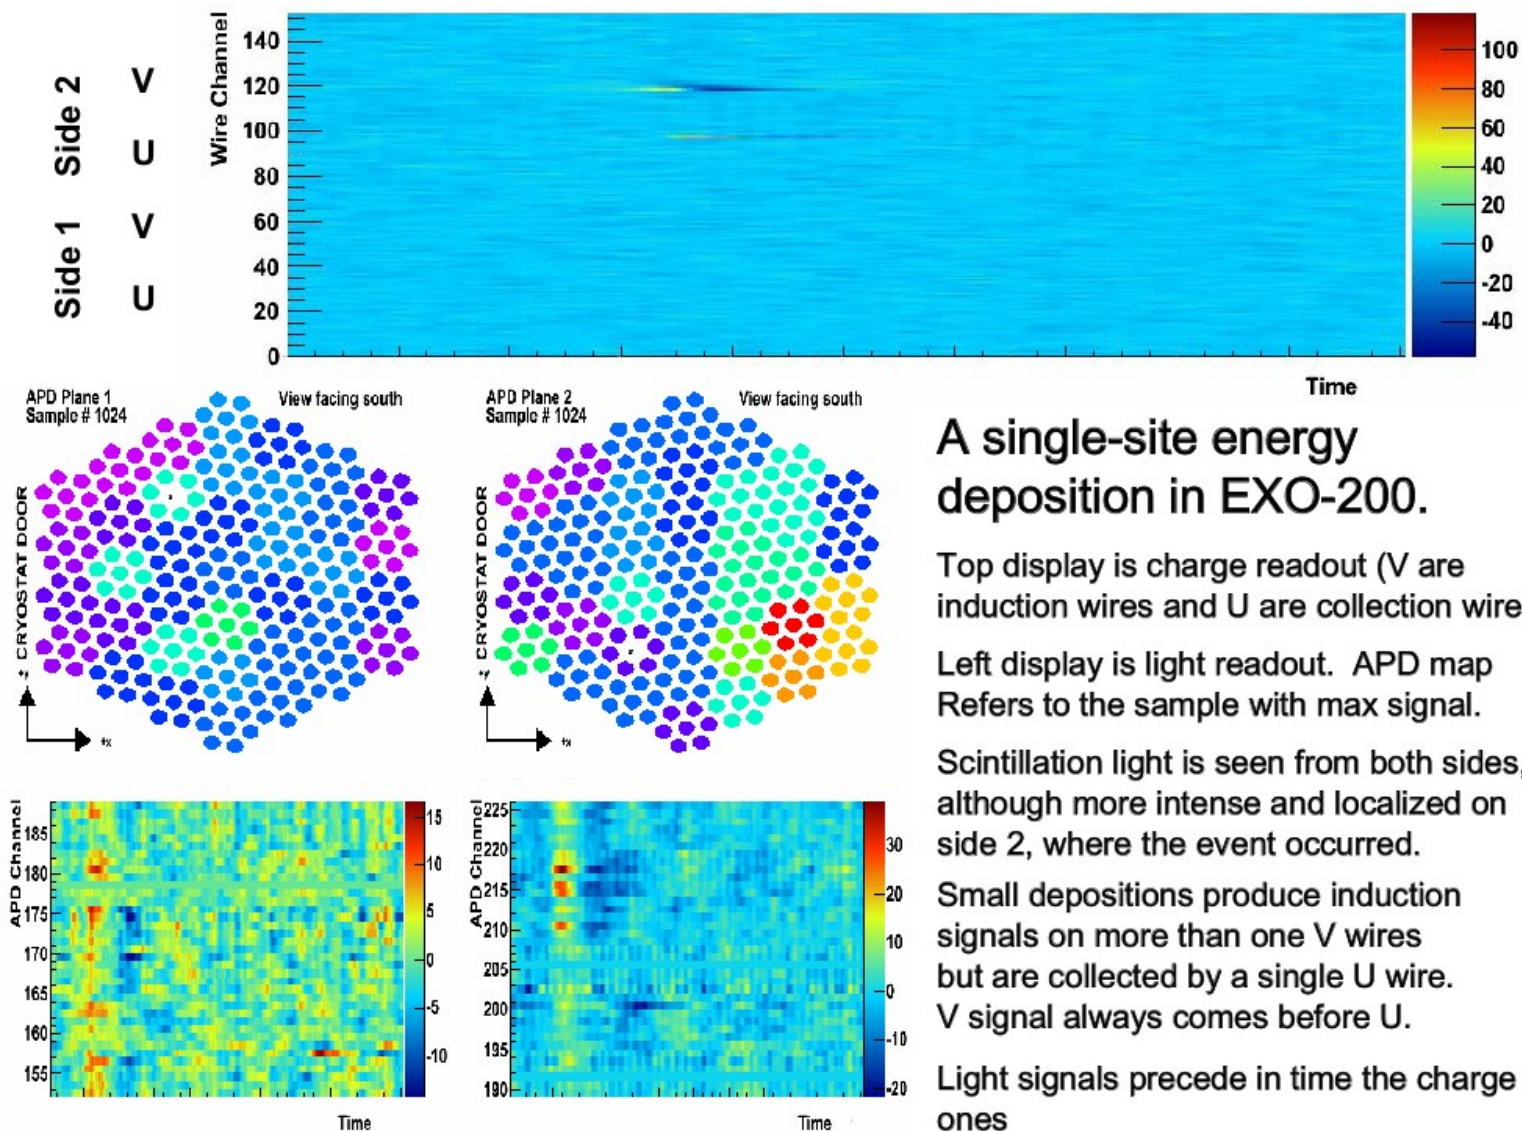 Side 2
V
U
Side 1
V
U
Wire Channel
140
120
100
80
60
40
20
0
100
80
60
40
20
0
-20
-40
Time
APD Plane 1
Sample # 1024
View facing south
CRYOSTAT DOOR
+y
+x
APD Plane 2
Sample # 1024
View facing south
CRYOSTAT DOOR
+y
+x
APD Channel
185
180
175
170
165
160
155
15
10
5
0
-5
-10
Time
APD Channel
225
220
215
210
205
200
195
190
30
20
10
0
-10
-20
Time
A single-site energy
deposition in EXO-200.
Top display is charge readout (V are
induction wires and U are collection wire
Left display is light readout. APD map
Refers to the sample with max signal.
Scintillation light is seen from both sides,
although more intense and localized on
side 2, where the event occurred.
Small depositions produce induction
signals on more than one V wires
but are collected by a single U wire.
V signal always comes before U.
Light signals precede in time the charge
ones